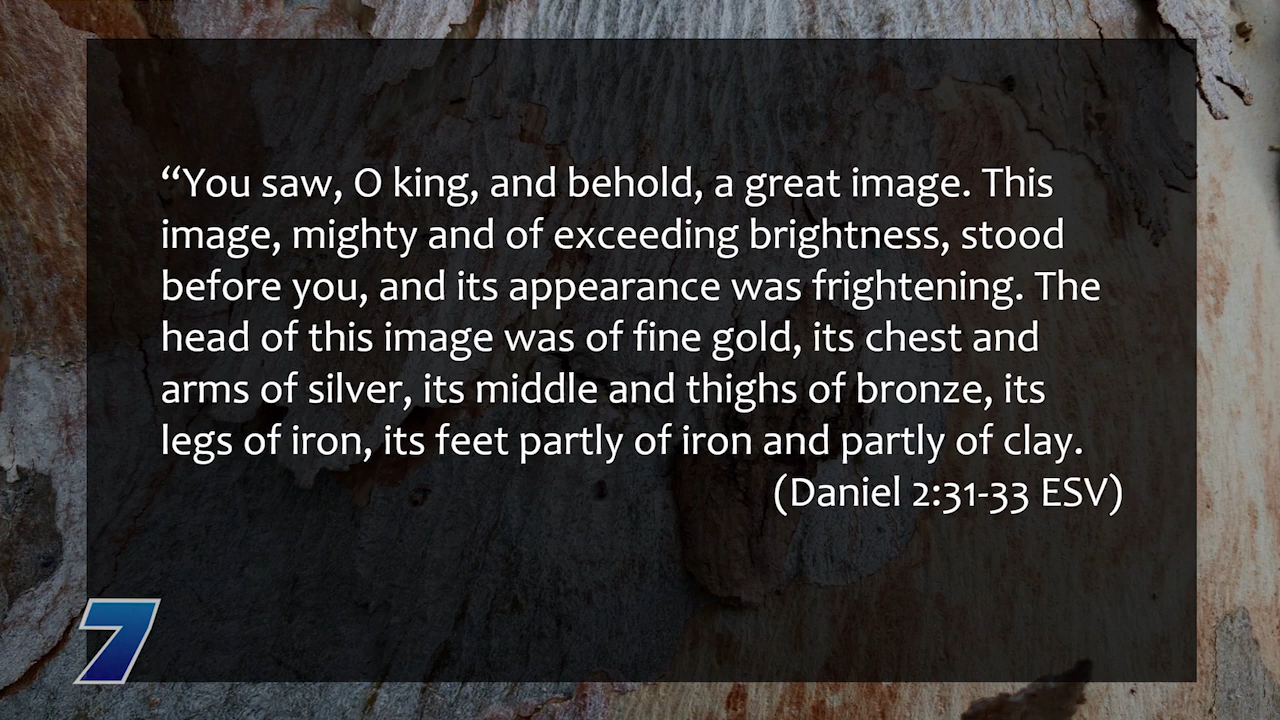 “You saw, O king, and behold, a great image. This
image, mighty and of exceeding brightness, stood
before you, and its appearance was frightening. The
head of this image was of fine gold, its chest and
arms of silver, its middle and thighs of bronze, its
legs of iron, its feet partly of iron and partly of clay.
(Daniel 2:31-33 ESV)
7